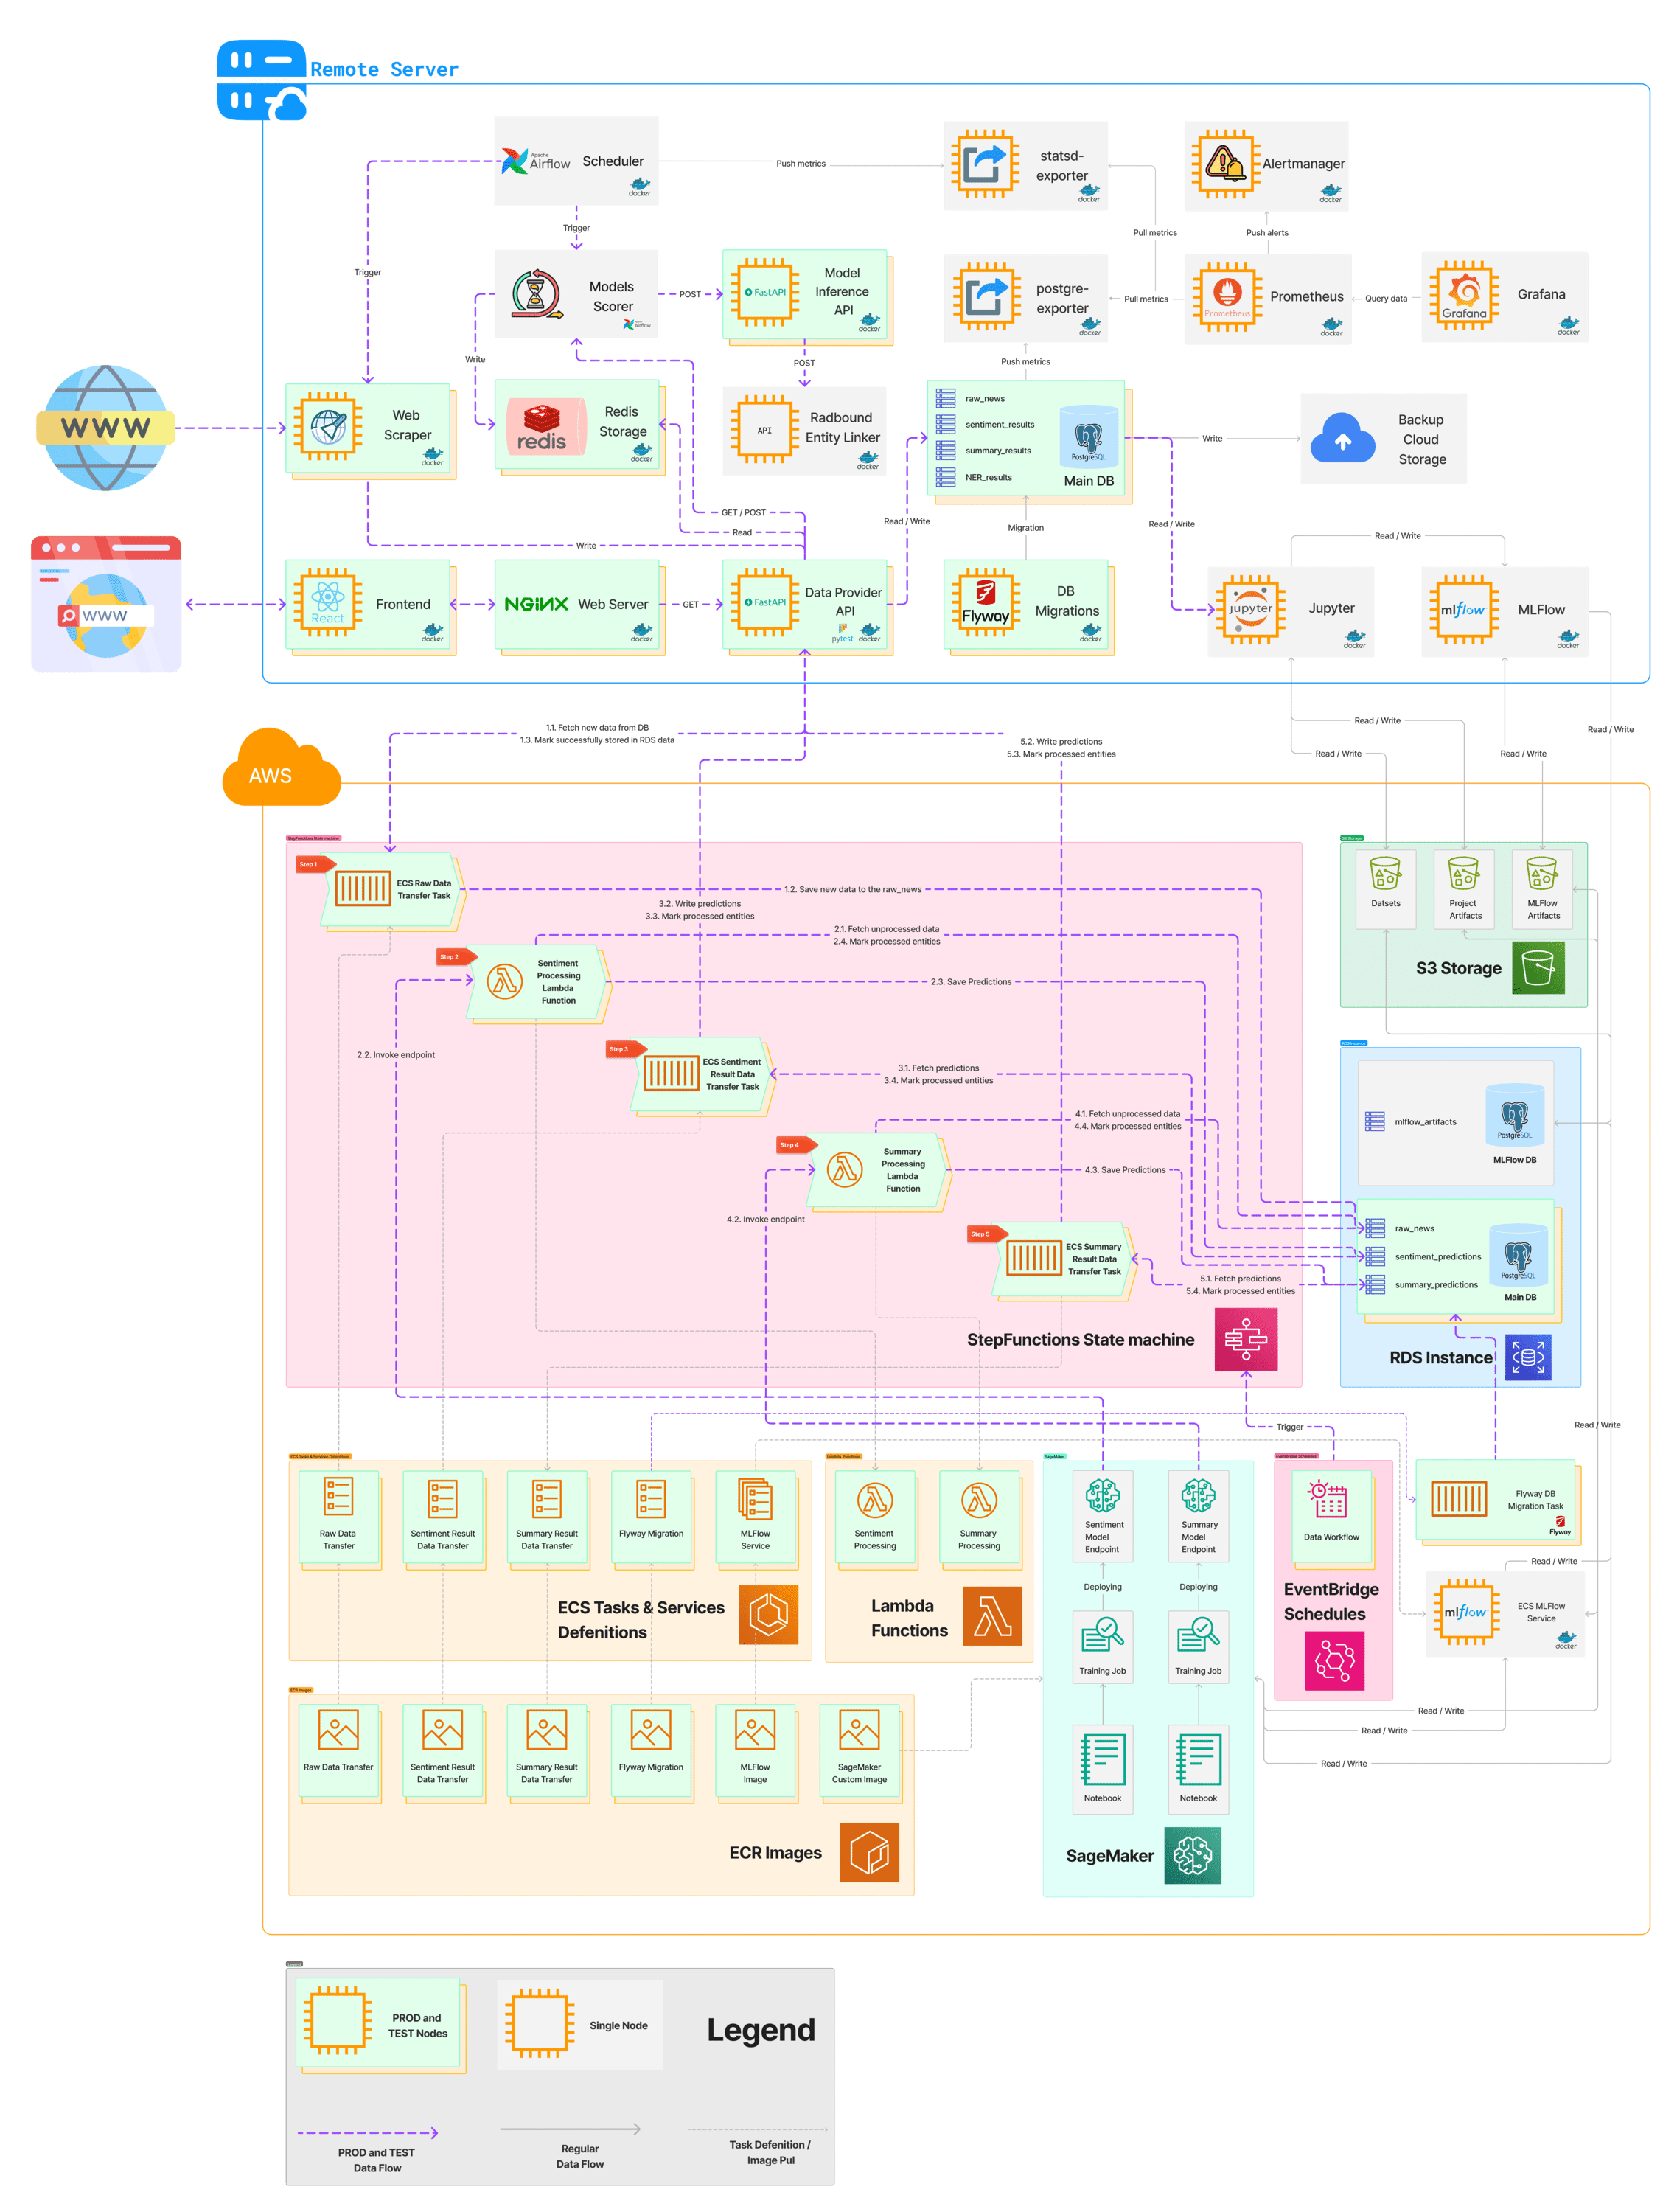 Remote Server
Apache
Airflow
Scheduler
docker
Push metrics
statsd-
exporter
docker
Alertmanager
docker
Trigger
Trigger
Pull metrics
Push alerts
Models
Scorer
Airflow
POST
FastAPI
Model
Inference
API
docker
postgre-
exporter
docker
Pull metrics
Prometheus
Prometheus
docker
Query data
Grafana
Grafana
docker
Write
POST
Push metrics
WWW
Web
Scraper
docker
redis
Redis
Storage
docker
API
Radbound
Entity Linker
docker
raw_news
sentiment_results
summary_results
NER_results
PostgreSQL
Main DB
Write
Backup
Cloud
Storage
GET / POST
Read
Write
Read / Write
Migration
Read / Write
Read / Write
WWW
React
Frontend
docker
NGINX
Web Server
docker
GET
FastAPI
Data Provider
API
pytest
docker
Flyway
DB
Migrations
docker
jupyter
Jupyter
docker
mlflow
MLFlow
docker
1.1. Fetch new data from DB
1.3. Mark successfully stored in RDS data
5.2. Write predictions
5.3. Mark processed entities
Read / Write
Read / Write
Read / Write
Read / Write
AWS
StepFunctions State machine
S3 Storage
Step 1
ECS Raw Data
Transfer Task
1.2. Save new data to the raw_news
3.2. Write predictions
3.3. Mark processed entities
Datsets
Project
Artifacts
MLFlow
Artifacts
S3 Storage
2.1. Fetch unprocessed data
2.4. Mark processed entities
Step 2
Sentiment
Processing
Lambda
Function
2.3. Save Predictions
2.2. Invoke endpoint
Step 3
ECS Sentiment
Result Data
Transfer Task
3.1. Fetch predictions
3.4. Mark processed entities
RDS Instance
mlflow_artifacts
PostgreSQL
MLFlow DB
4.1. Fetch unprocessed data
4.4. Mark processed entities
Step 4
Summary
Processing
Lambda
Function
4.3. Save Predictions
4.2. Invoke endpoint
Step 5
ECS Summary
Result Data
Transfer Task
5.1. Fetch predictions
5.4. Mark processed entities
raw_news
sentiment_predictions
summary_predictions
PostgreSQL
Main DB
StepFunctions State machine
RDS Instance
Trigger
Read / Write
ECS Tasks & Services Definitions
Lambda Functions
SageMaker
EventBridge Schedules
Raw Data
Transfer
Sentiment Result
Data Transfer
Summary Result
Data Transfer
Flyway Migration
MLFlow
Service
ECS Tasks & Services
Defenitions
Sentiment
Processing
Summary
Processing
Lambda
Functions
Sentiment
Model
Endpoint
Summary
Model
Endpoint
Deploying
Deploying
Training Job
Training Job
Notebook
Notebook
SageMaker
Data Workflow
EventBridge
Schedules
Flyway DB
Migration Task
Flyway
Read / Write
mlflow
ECS MLFlow
Service
docker
Read / Write
Read / Write
Read / Write
ECR Images
Raw Data Transfer
Sentiment Result
Data Transfer
Summary Result
Data Transfer
Flyway Migration
MLFlow
Image
SageMaker
Custom Image
ECR Images
Legend
PROD and
TEST Nodes
Single Node
Legend
PROD and TEST
Data Flow
Regular
Data Flow
Task Defenition /
Image Pul